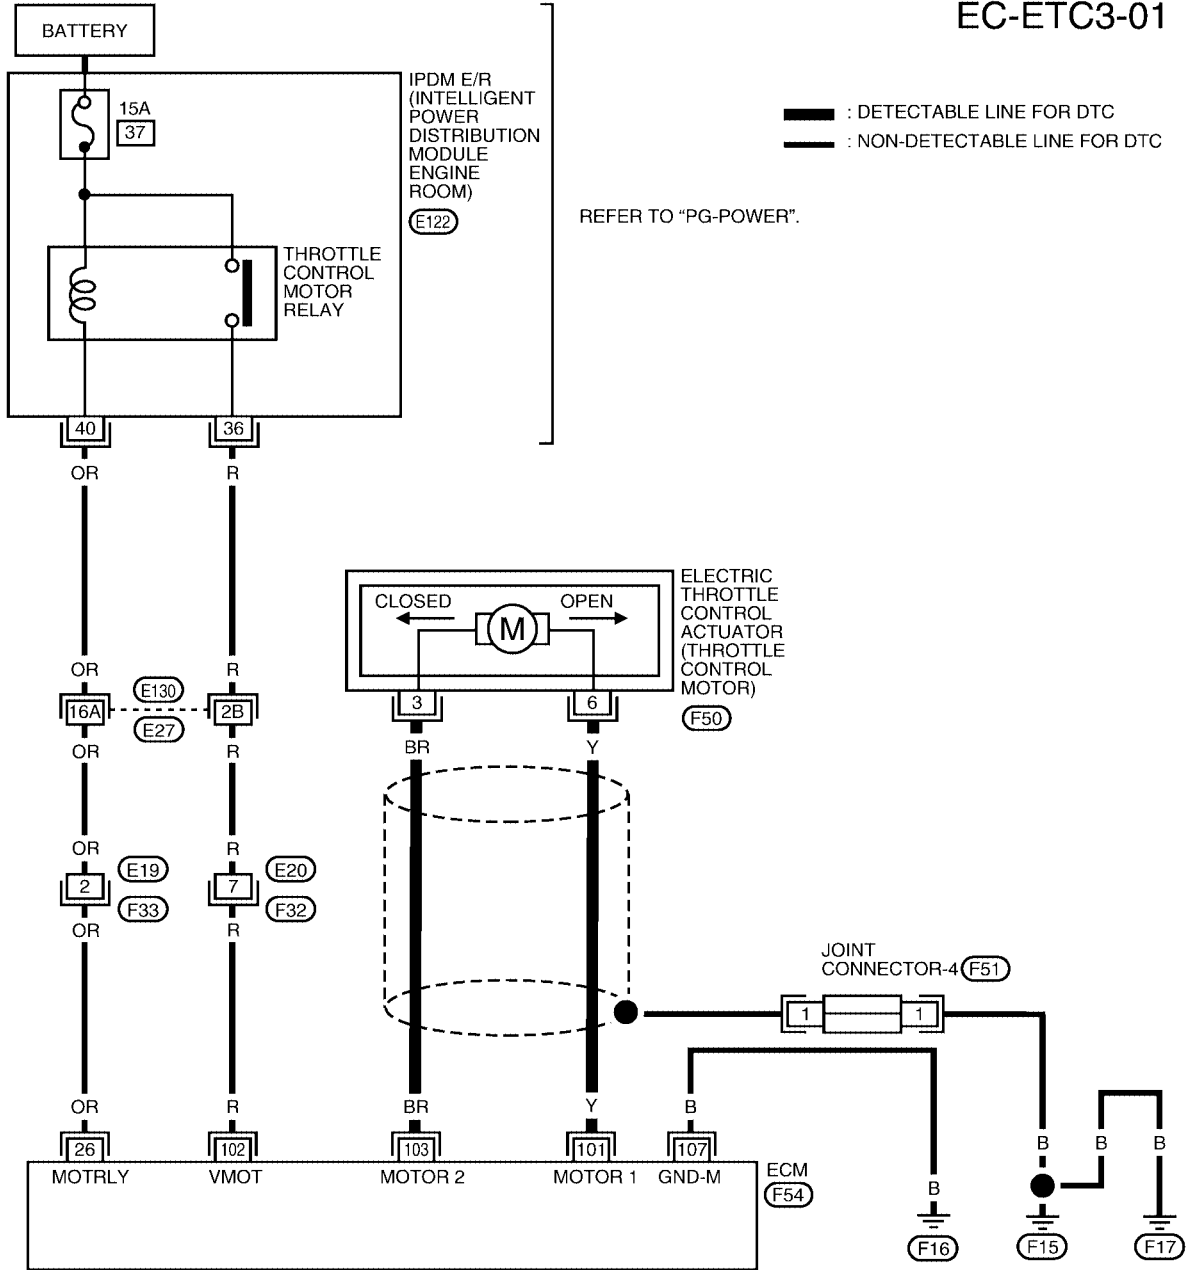 EC-ETC3-01
BATTERY
15A
37
IPDM E/R
(INTELLIGENT
POWER
DISTRIBUTION
MODULE
ENGINE
ROOM)
E122
: DETECTABLE LINE FOR DTC
: NON-DETECTABLE LINE FOR DTC
REFER TO “PG-POWER”.
THROTTLE
CONTROL
MOTOR
RELAY
40
36
OR
R
OR
R
16A
E130
E27
2B
OR
R
OR
R
2
E19
F33
7
E20
F32
OR
R
CLOSED
OPEN
M
ELECTRIC
THROTTLE
CONTROL
ACTUATOR
(THROTTLE
CONTROL
MOTOR)
F50
3
6
BR
Y
JOINT
CONNECTOR-4
F51
1
1
OR
R
BR
Y
B
B
B
B
B
26
102
103
101
107
MOTRLY
VMOT
MOTOR 2
MOTOR 1
GND-M
ECM
F54
F16
F15
F17